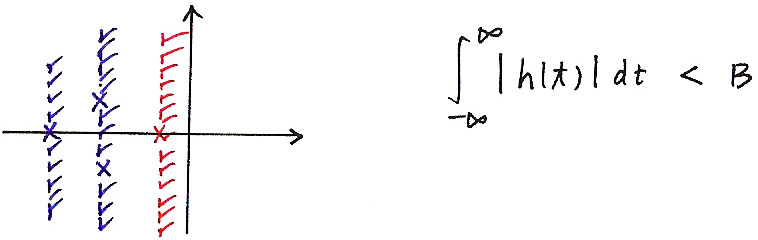 ∫_{-∞}^{∞} |h(t)| dt < B